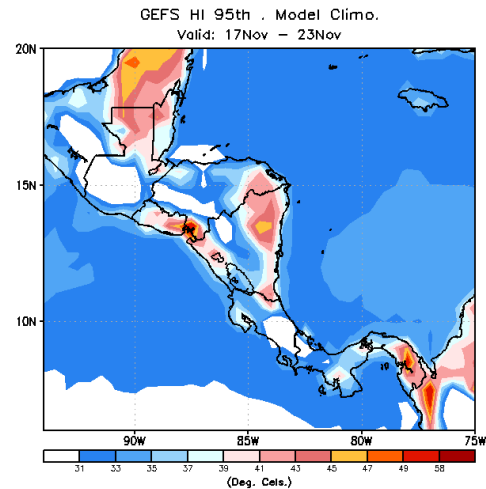 GEFS HI 95th . Model Climo.
Valid: 17Nov – 23Nov
20N
15N
10N
90W 85W 80W 75W
31 33 35 37 39 41 43 45 47 49 58
(Deg. Cels.)